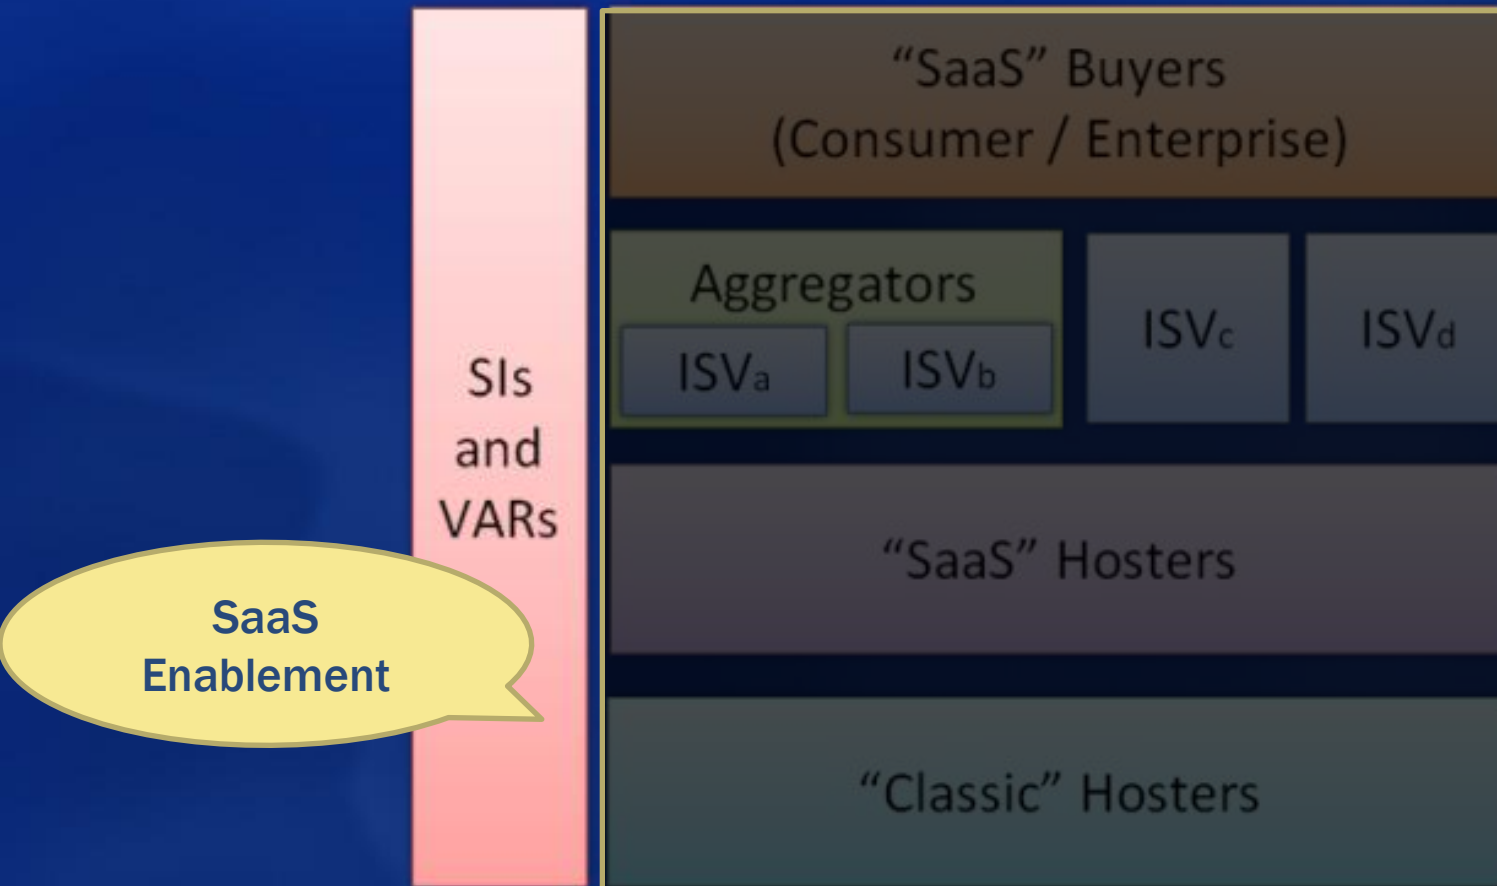 SIs
and
VARs
SaaS
Enablement
“SaaS” Buyers
(Consumer / Enterprise)
Aggregators
ISVa
ISVb
ISVc
ISVd
“SaaS” Hosters
“Classic” Hosters